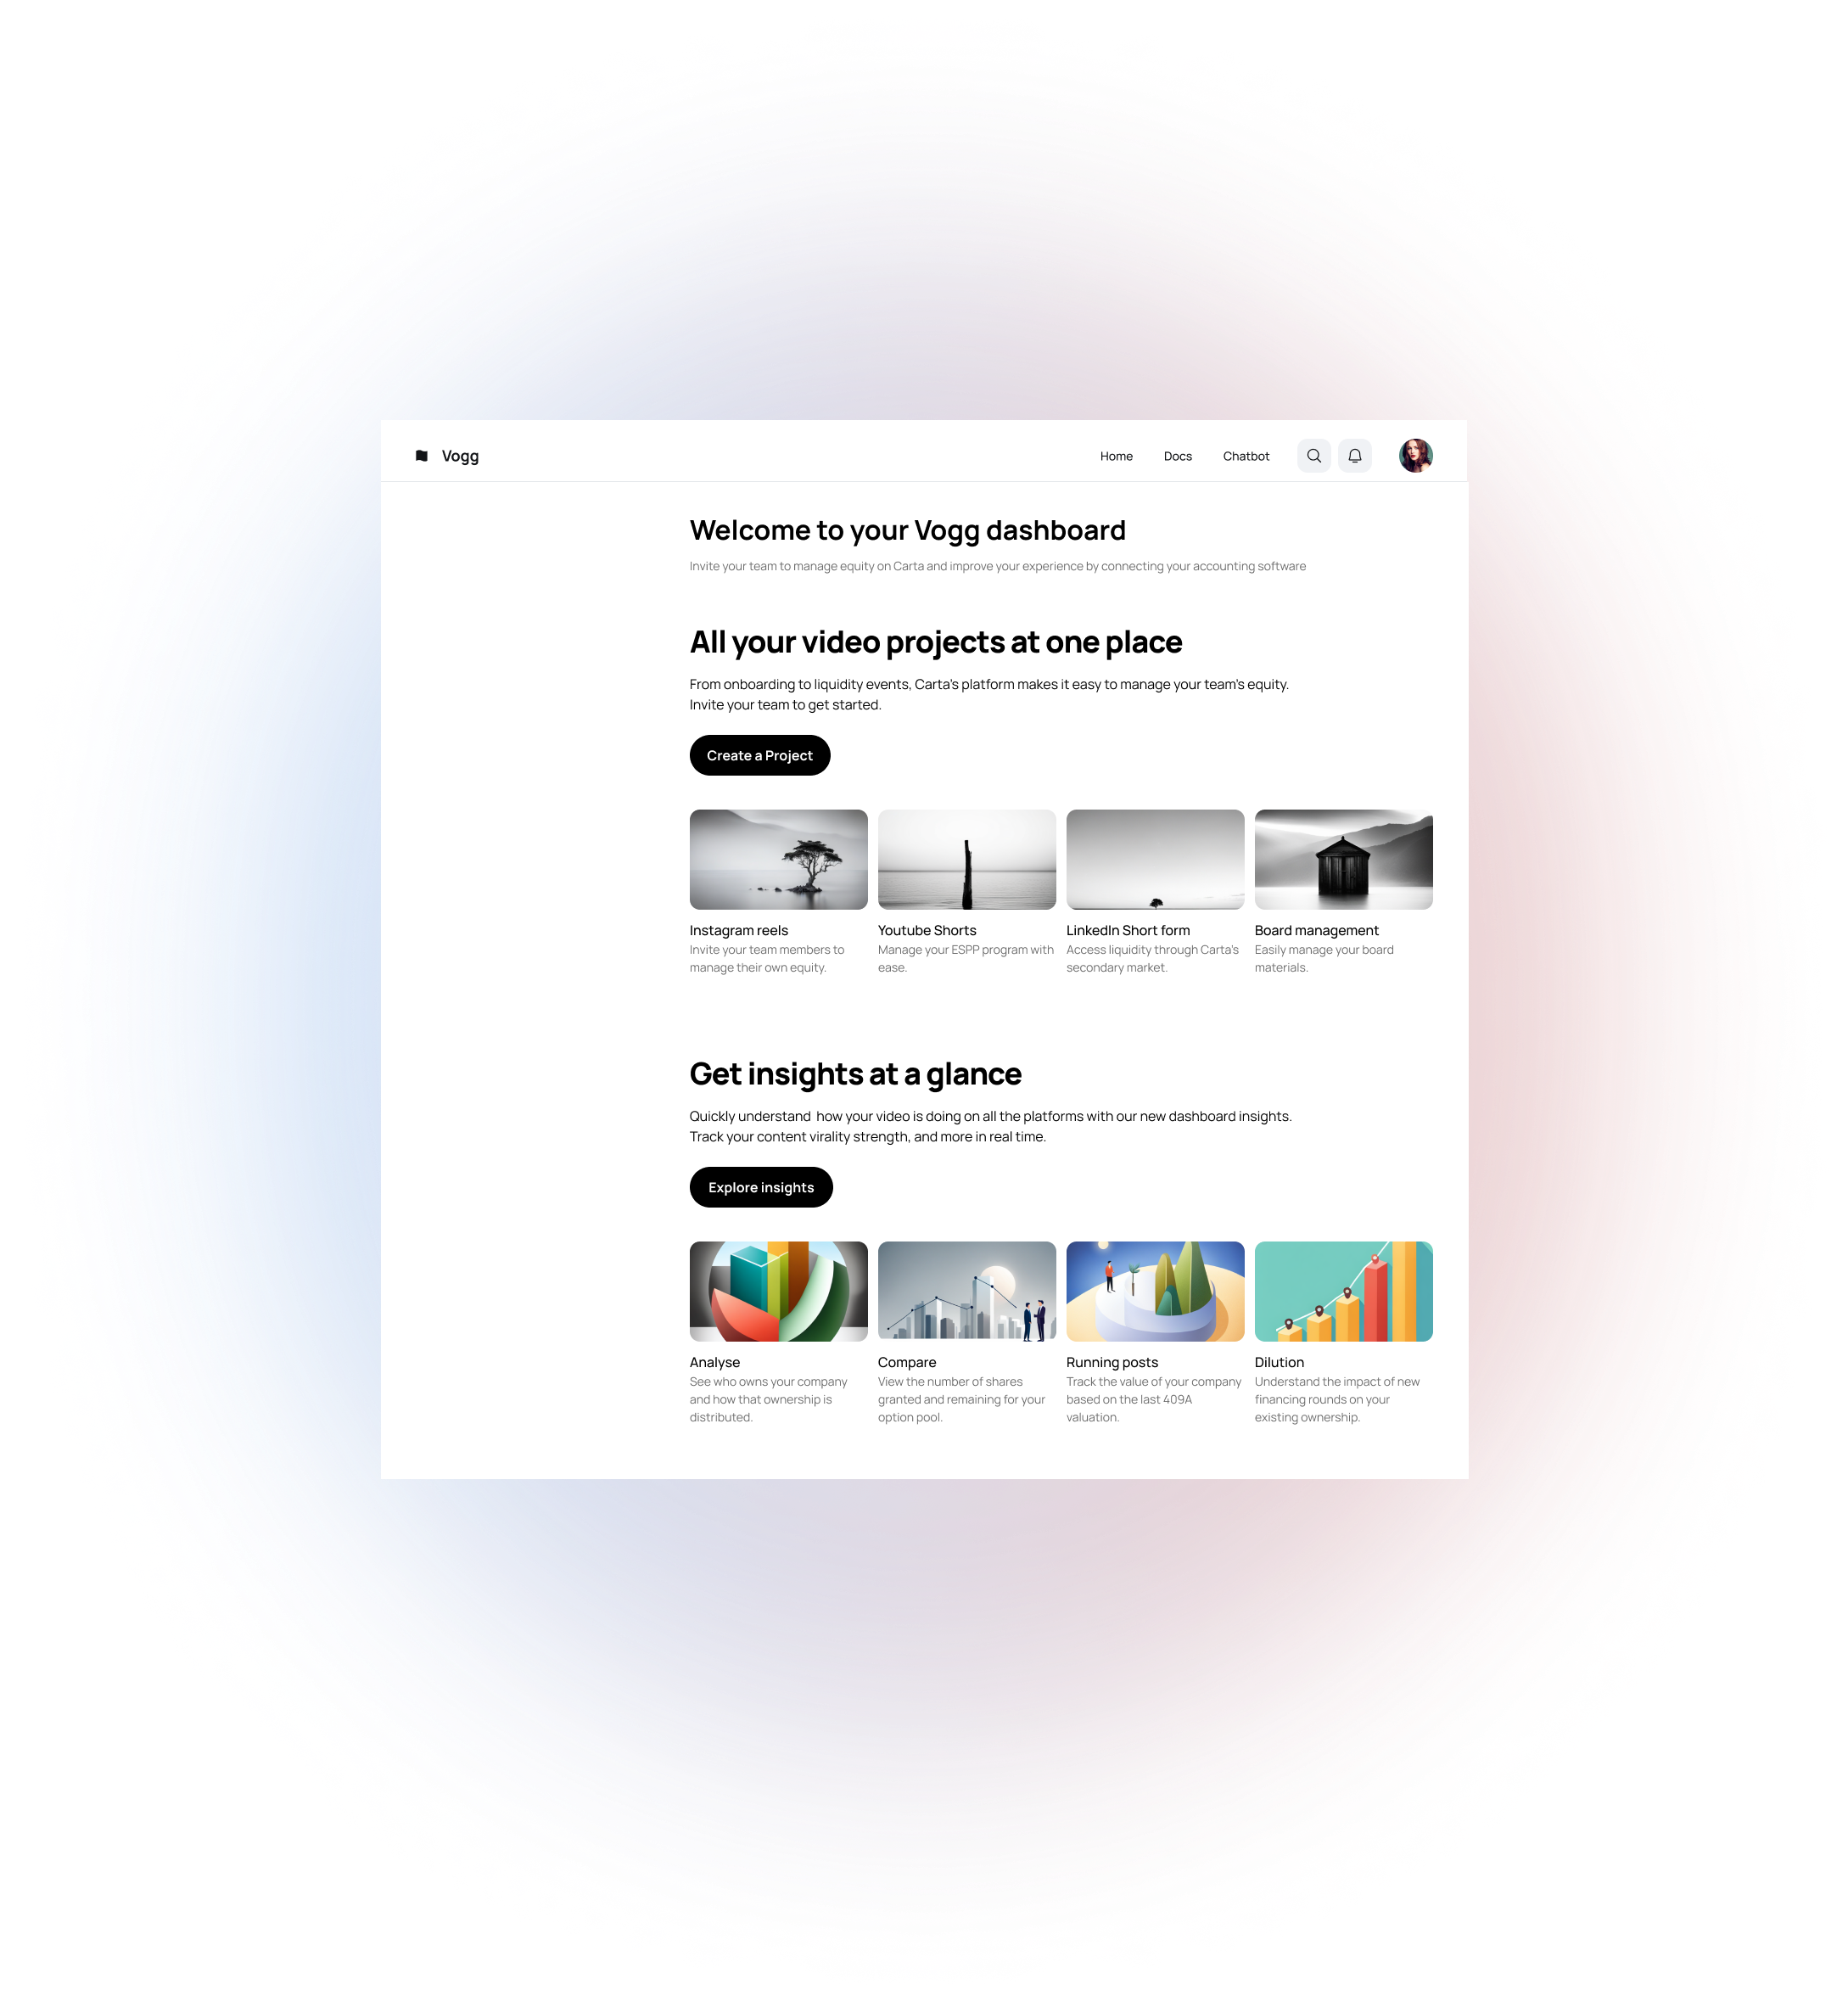 Vogg
Home
Docs
Chatbot
Welcome to your Vogg dashboard
Invite your team to manage equity on Carta and improve your experience by connecting your accounting software
All your video projects at one place
From onboarding to liquidity events, Carta's platform makes it easy to manage your team's equity.
Invite your team to get started.
Create a Project
Instagram reels
Invite your team members to
manage their own equity.
Youtube Shorts
Manage your ESPP program with
ease.
LinkedIn Short form
Access liquidity through Carta's
secondary market.
Board management
Easily manage your board
materials.
Get insights at a glance
Quickly understand  how your video is doing on all the platforms with our new dashboard insights.
Track your content virality strength, and more in real time.
Explore insights
Analyse
See who owns your company
and how that ownership is
distributed.
Compare
View the number of shares
granted and remaining for your
option pool.
Running posts
Track the value of your company
based on the last 409A
valuation.
Dilution
Understand the impact of new
financing rounds on your
existing ownership.